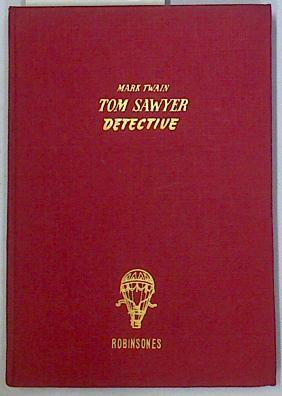 MARK TWAIN
TOM SAWYER
DETECTIVE
ROBINSONES